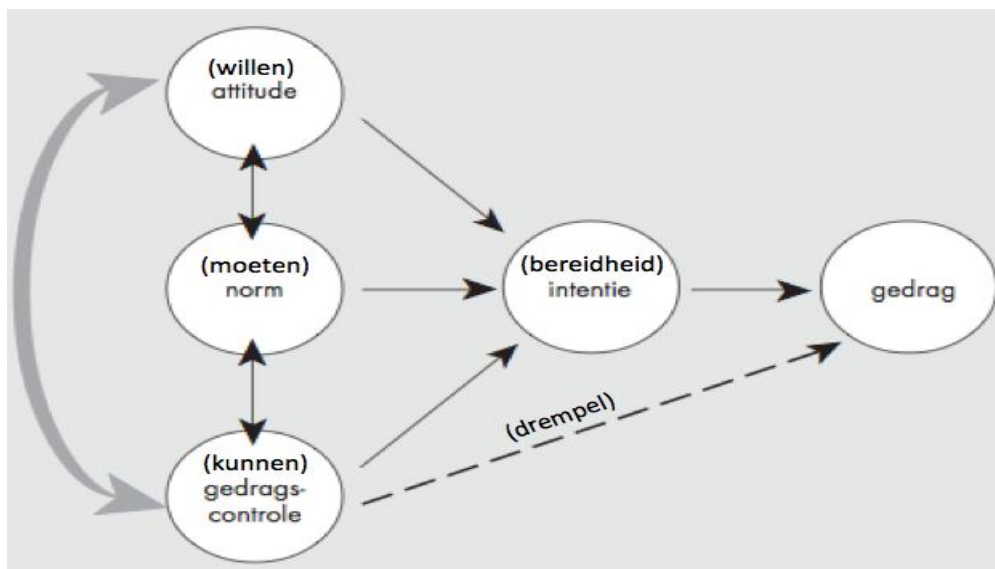 (willen)
attitude
(moeten)
norm
(bereidheid)
intentie
gedrag
(drempel)
(kunnen)
gedrags-
controle